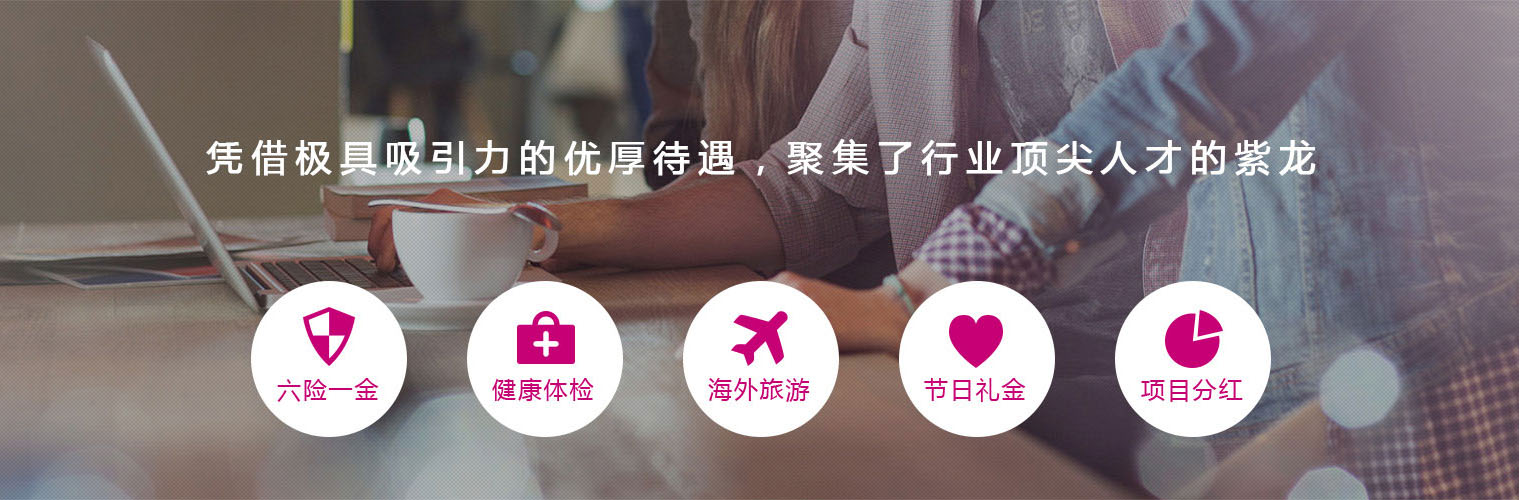 凭借极具吸引力的优厚待遇，聚集了行业顶尖人才的紫龙
六险一金
健康体检
海外旅游
节日礼金
项目分红